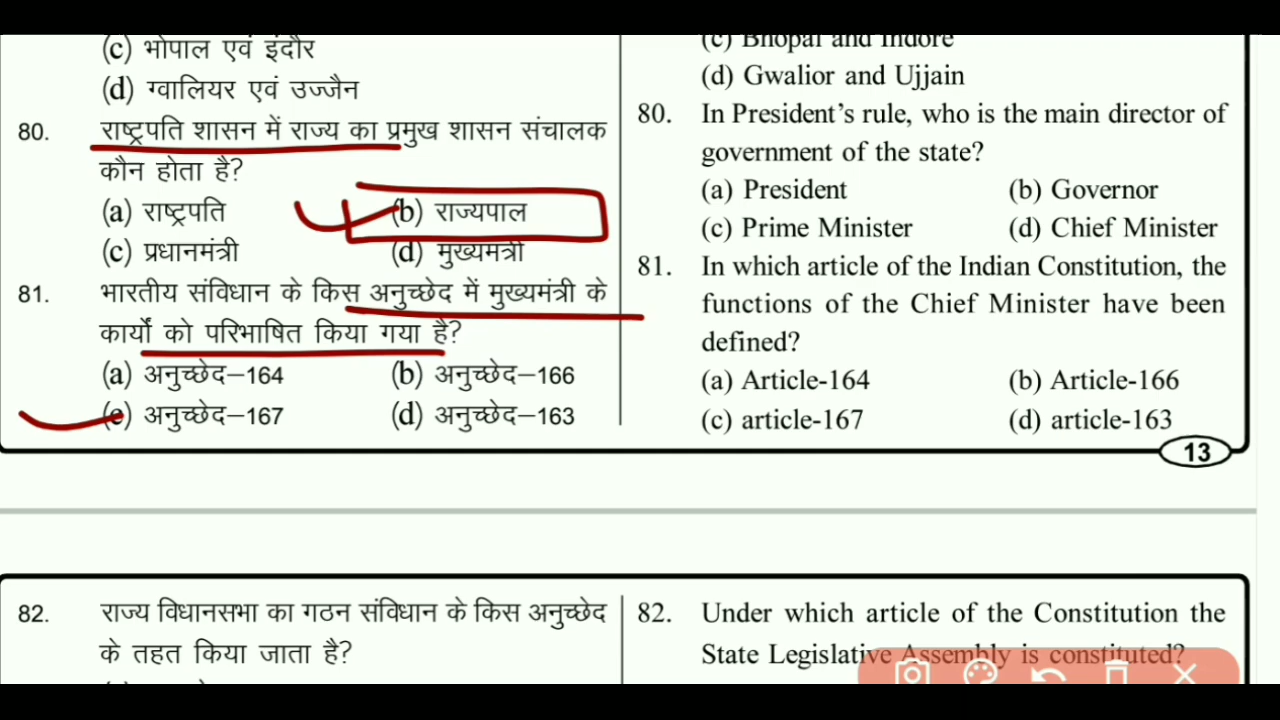 (c) भोपाल एवं इंदौर
(d) ग्वालियर एवं उज्जैन
80. राष्ट्रपति शासन में राज्य का प्रमुख शासन संचालक
कौन होता है?
(a) राष्ट्रपति (b) राज्यपाल
(c) प्रधानमंत्री (d) मुख्यमंत्री
81. भारतीय संविधान के किस अनुच्छेद में मुख्यमंत्री के
कार्यों को परिभाषित किया गया है?
(a) अनुच्छेद–164 (b) अनुच्छेद–166
(c) अनुच्छेद–167 (d) अनुच्छेद–163
(c) Bhopal and Indore
(d) Gwalior and Ujjain
80. In President’s rule, who is the main director of
government of the state?
(a) President (b) Governor
(c) Prime Minister (d) Chief Minister
81. In which article of the Indian Constitution, the
functions of the Chief Minister have been
defined?
(a) Article-164 (b) Article-166
(c) article-167 (d) article-163
13
82. राज्य विधानसभा का गठन संविधान के किस अनुच्छेद
के तहत किया जाता है?
82. Under which article of the Constitution the
State Legislative Assembly is constituted?